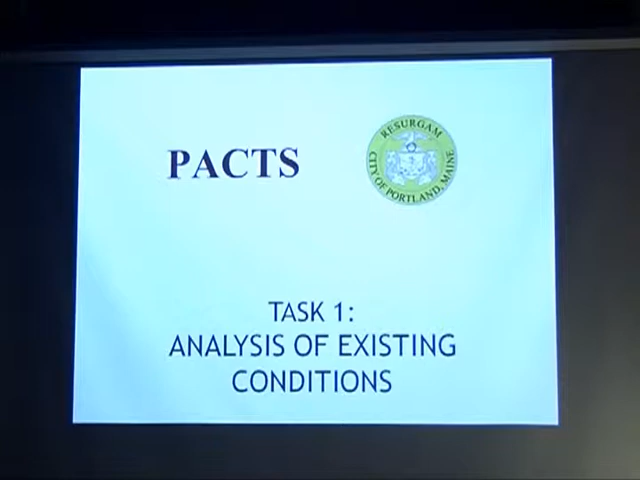 PACTS
RESURGAM
CITY OF PORTLAND, MAINE
TASK 1:
ANALYSIS OF EXISTING
CONDITIONS